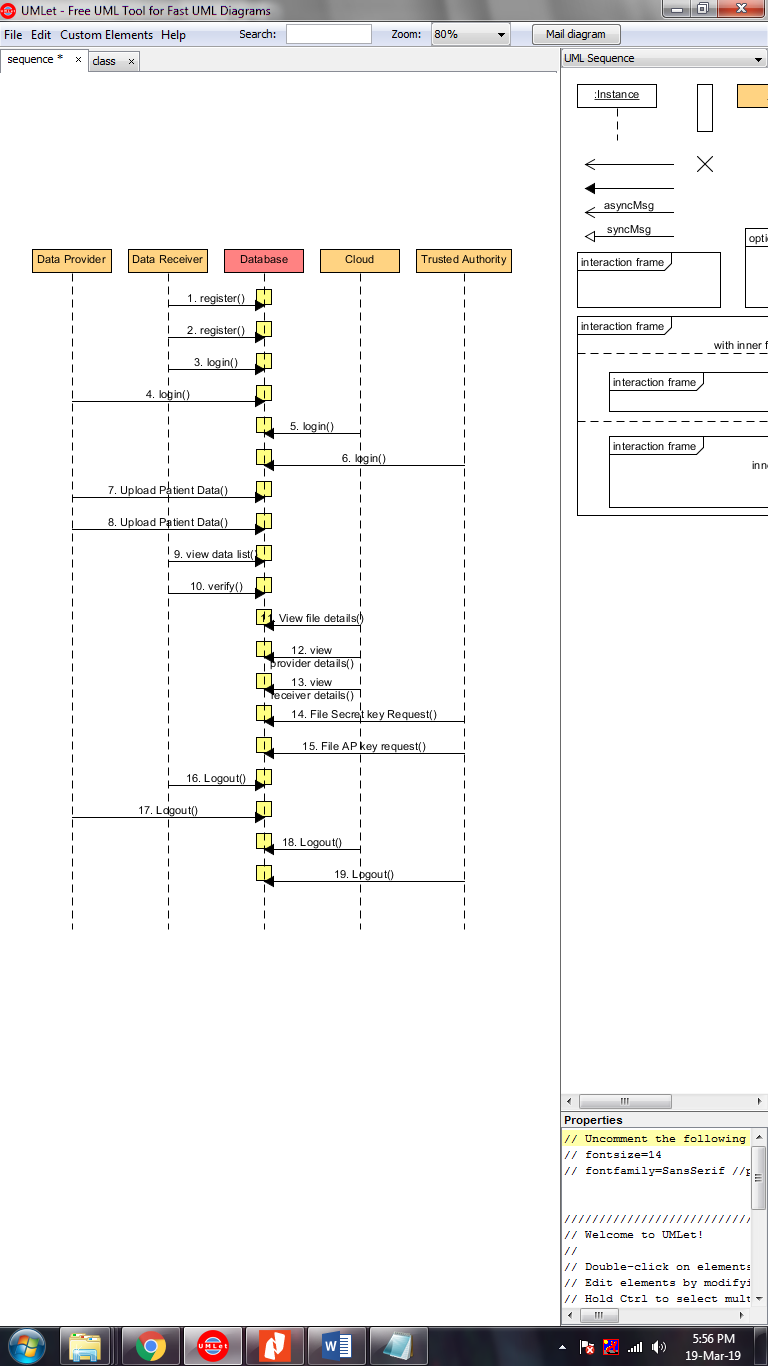 UMLet - Free UML Tool for Fast UML Diagrams
File Edit Custom Elements Help Search: Zoom: 80% Mail diagram
sequence * × class ×
UML Sequence
:Instance
asyncMsg
syncMsg
opti
interaction frame
interaction frame
with inner f
interaction frame
interaction frame
inne
Data Provider Data Receiver Database Cloud Trusted Authority
1. register()
2. register()
3. login()
4. login()
5. login()
6. login()
7. Upload Patient Data()
8. Upload Patient Data()
9. view data list()
10. verify()
11. View file details()
12. view
provider details()
13. view
receiver details()
14. File Secret key Request()
15. File AP key request()
16. Logout()
17. Logout()
18. Logout()
19. Logout()
Properties
// Uncomment the following
// fontsize=14
// fontfamily=SansSerif //p
///////////////////////////
// Welcome to UMLet!
//
// Double-click on elements
// Edit elements by modifyi
// Hold Ctrl to select mult
UMLet
5:56 PM
19-Mar-19